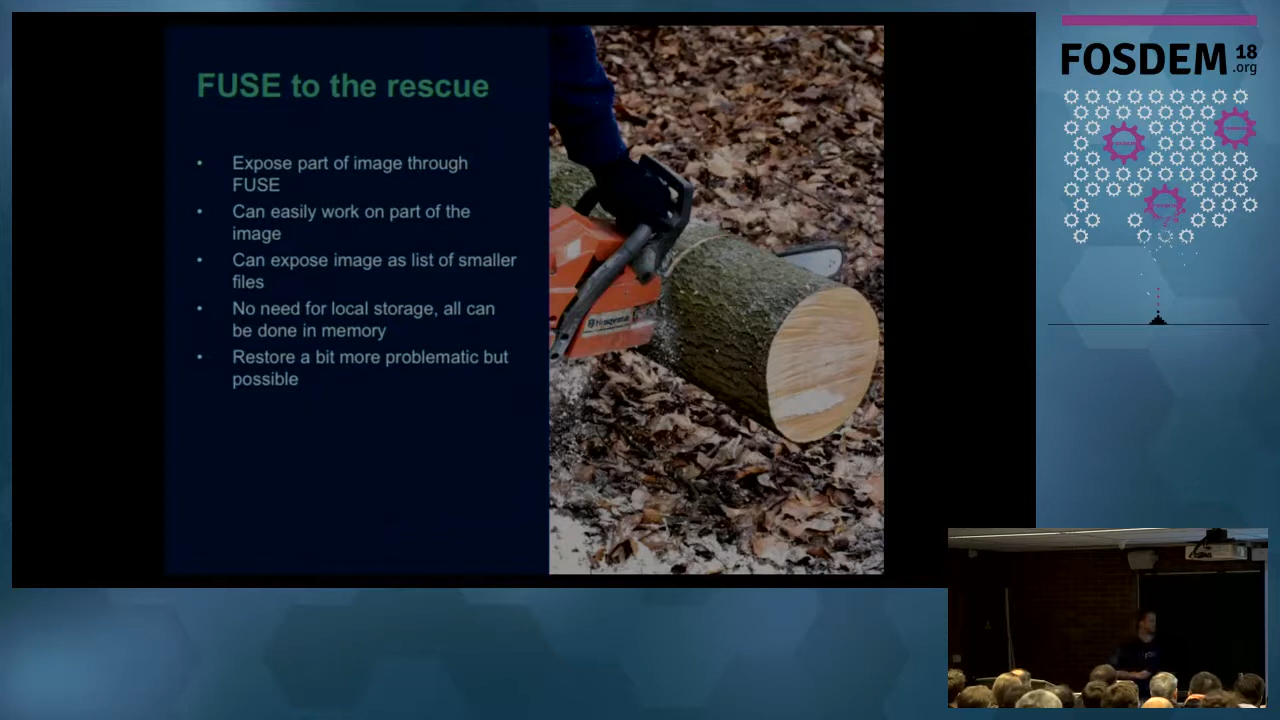 FUSE to the rescue
• Expose part of image through
FUSE
• Can easily work on part of the
image
• Can expose image as list of smaller
files
• No need for local storage, all can
be done in memory
• Restore a bit more problematic but
possible
Husqvarna
FOSDEM 18
.org